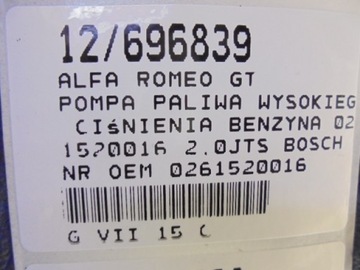 12/696839
ALFA ROMEO GT
POMPA PALIWA WYSOKIEG
CIśNIENIA BENZYNA 02
1520016 2.0JTS BOSCH
NR OEM 0261520016
G VII 15 C